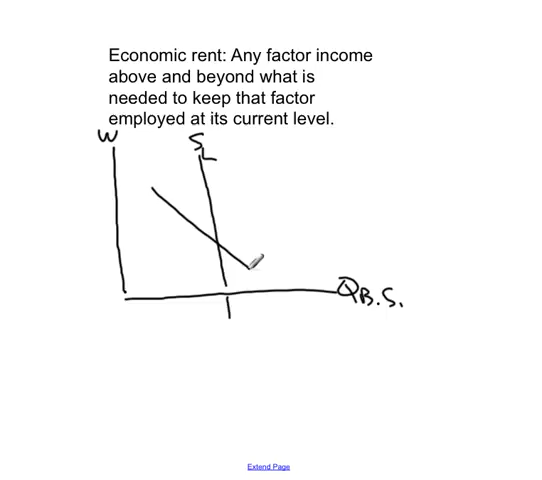 Economic rent: Any factor income
above and beyond what is
needed to keep that factor
employed at its current level.
W
SL
QB.S.
1
Extend Page